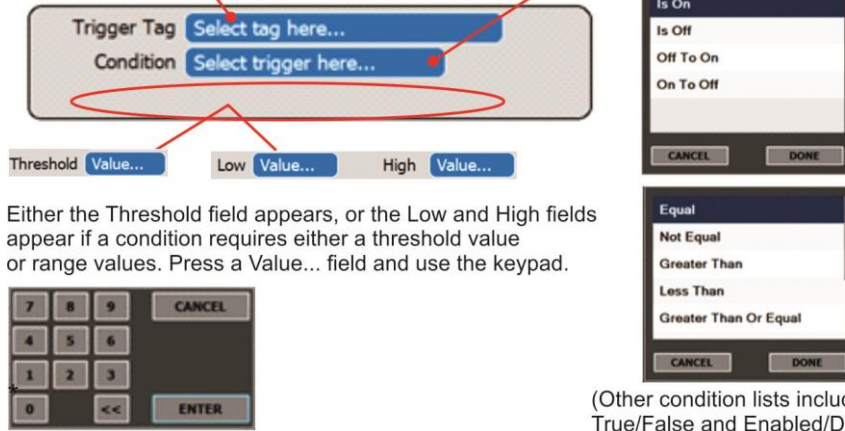 Trigger Tag Select tag here...
Condition Select trigger here...
Threshold Value...
Low Value... High Value...
Either the Threshold field appears, or the Low and High fields
appear if a condition requires either a threshold value
or range values. Press a Value... field and use the keypad.
7 8 9 CANCEL
4 5 6
1 2 3
*
0 << ENTER
Is On
Is Off
Off To On
On To Off
CANCEL DONE
Equal
Not Equal
Greater Than
Less Than
Greater Than Or Equal
CANCEL DONE
(Other condition lists includ
True/False and Enabled/D